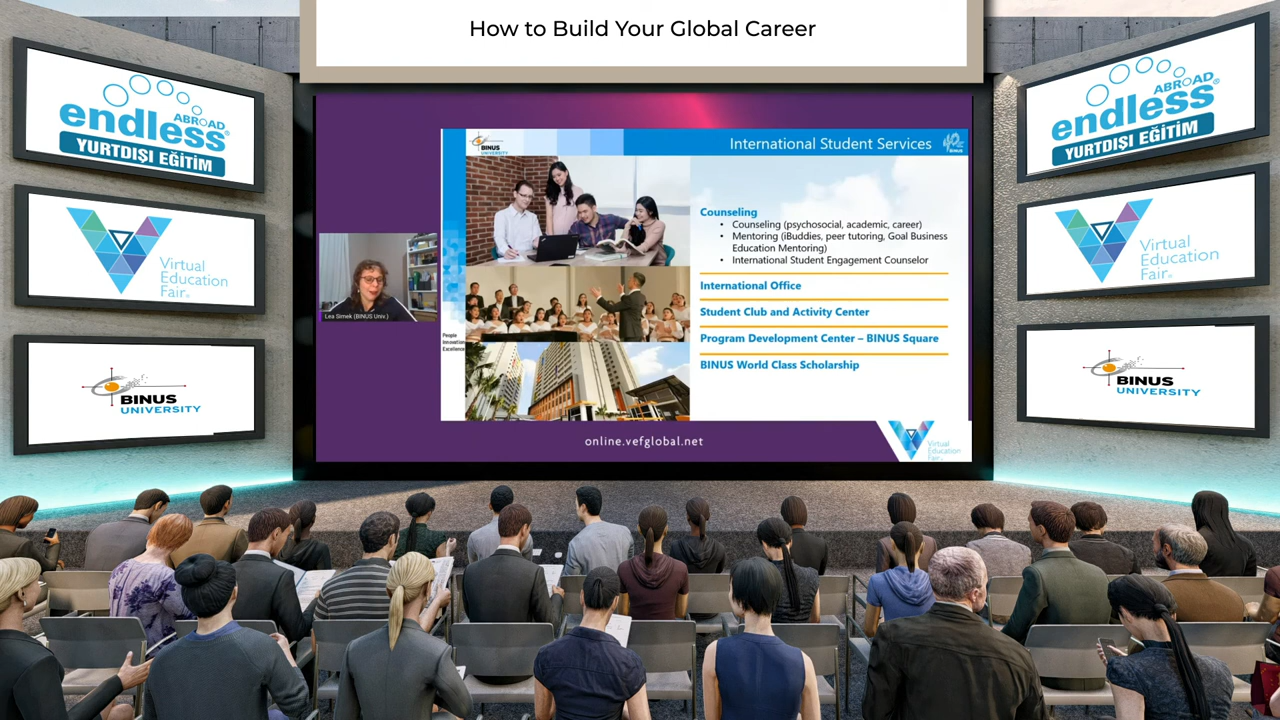 How to Build Your Global Career
ABROAD
endless®
YURTDIŞI EĞİTİM
Virtual
Education
Fair®
BINUS
UNIVERSITY
BINUS
UNIVERSITY
International Student Services
BINUS
Counseling
• Counseling (psychosocial, academic, career)
• Mentoring (iBuddies, peer tutoring, Goal Business
Education Mentoring)
• International Student Engagement Counselor
International Office
Student Club and Activity Center
Program Development Center – BINUS Square
BINUS World Class Scholarship
Lea Simek (BINUS Univ.)
People
Innovation
Excellence
online.vefglobal.net
Virtual
Education
Fair®
ABROAD
endless®
YURTDIŞI EĞİTİM
Virtual
Education
Fair®
BINUS
UNIVERSITY